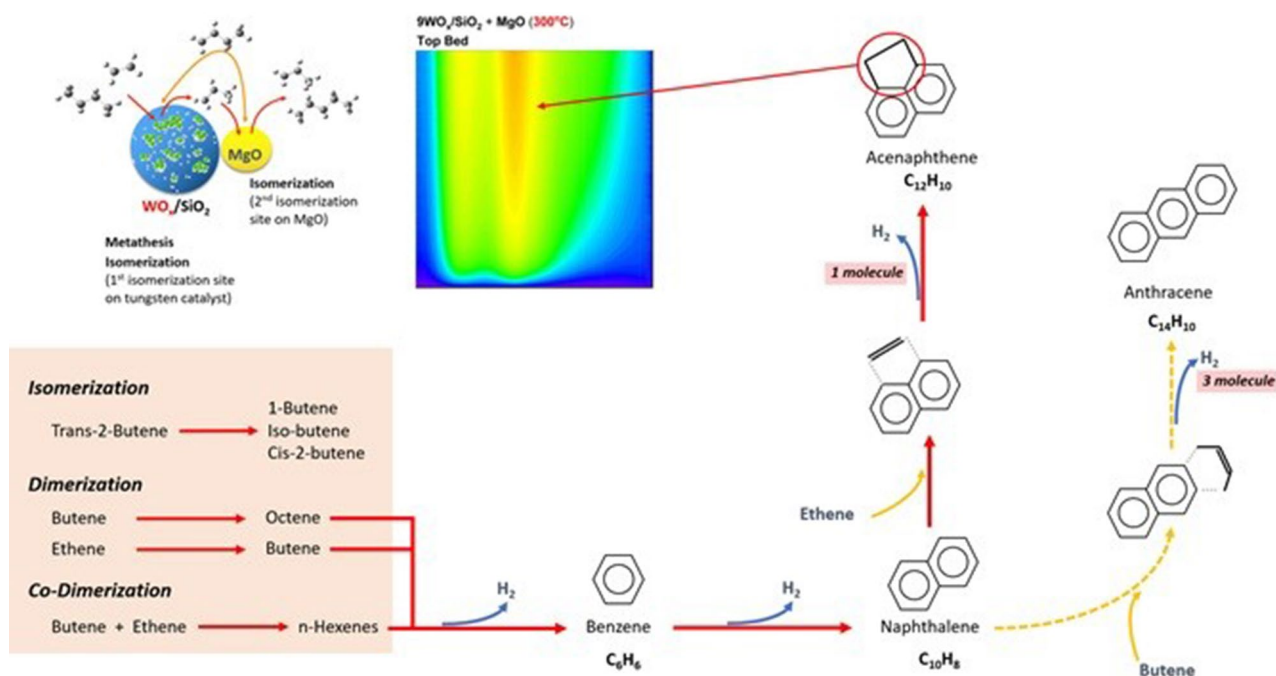 9WOₓ/SiO₂ + MgO (300°C)
Top Bed
MgO
WOₓ/SiO₂
Isomerization
(2nd isomerization
site on MgO)
Metathesis
Isomerization
(1st isomerization site
on tungsten catalyst)
Acenaphthene
C₁₂H₁₀
H₂
1 molecule
Anthracene
C₁₄H₁₀
H₂
3 molecule
Isomerization
Trans-2-Butene
1-Butene
Iso-butene
Cis-2-butene
Dimerization
Butene
Octene
Ethene
Butene
Co-Dimerization
Butene + Ethene
n-Hexenes
H₂
Benzene
C₆H₆
H₂
Ethene
Naphthalene
C₁₀H₈
Butene